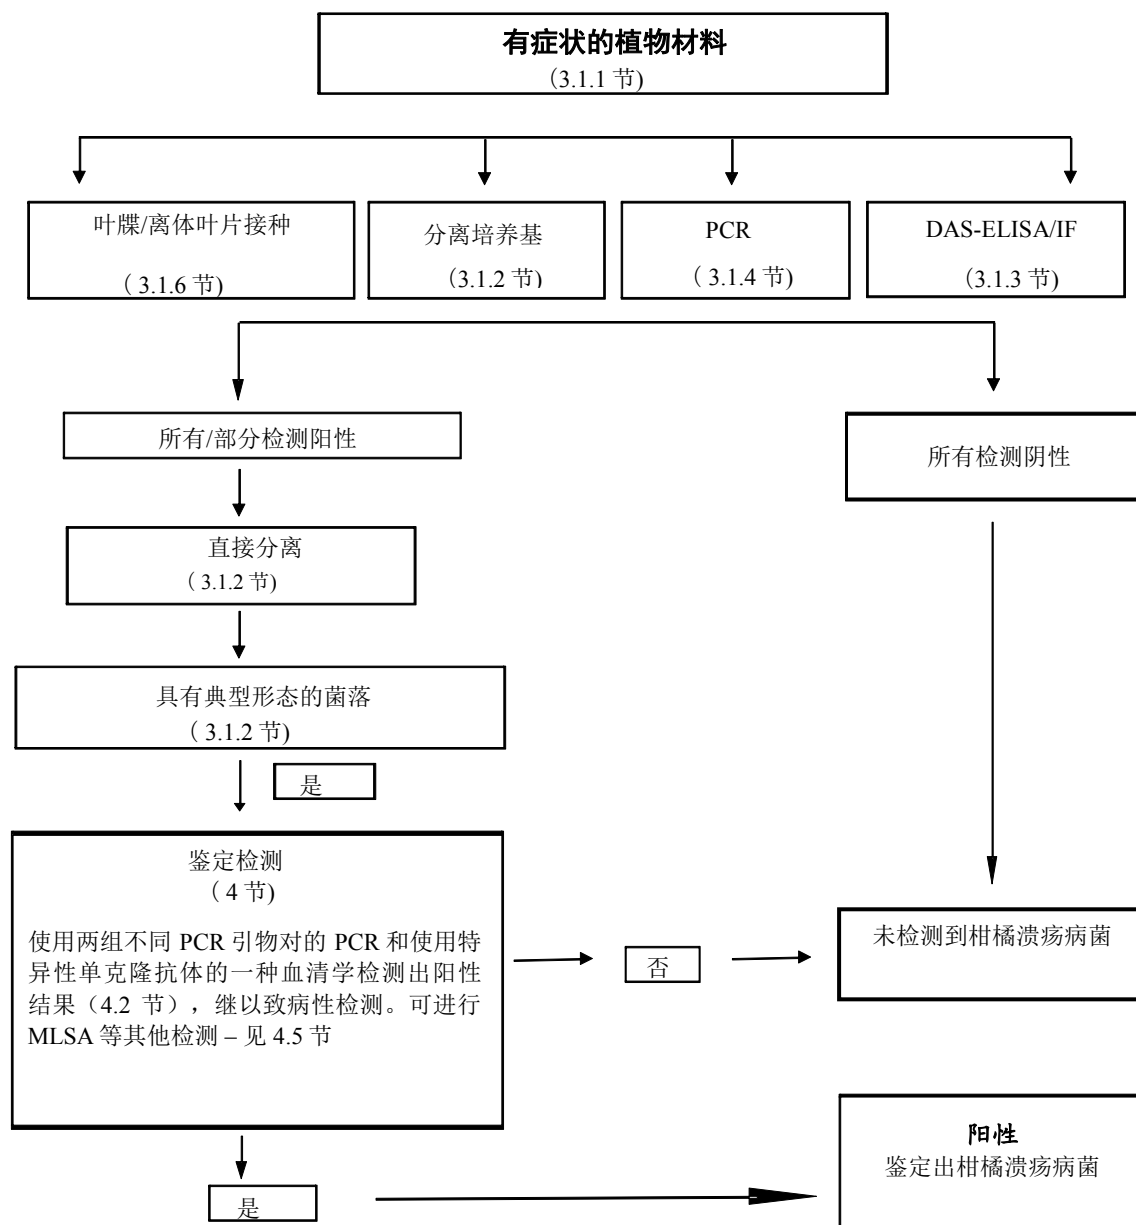 有症状的植物材料
（3.1.1 节)
叶牒/离体叶片接种
（ 3.1.6 节)
分离培养基
(3.1.2 节)
PCR
（ 3.1.4 节)
DAS-ELISA/IF
(3.1.3 节)
所有/部分检测阳性
所有检测阴性
直接分离
（ 3.1.2 节)
具有典型形态的菌落
（ 3.1.2 节)
是
鉴定检测
（ 4 节)
使用两组不同 PCR 引物对的 PCR 和使用特
异性单克隆抗体的一种血清学检测出阳性
结果（4.2 节），继以致病性检测。可进行
MLSA 等其他检测 – 见 4.5 节
否
未检测到柑橘溃疡病菌
阳性
鉴定出柑橘溃疡病菌
是